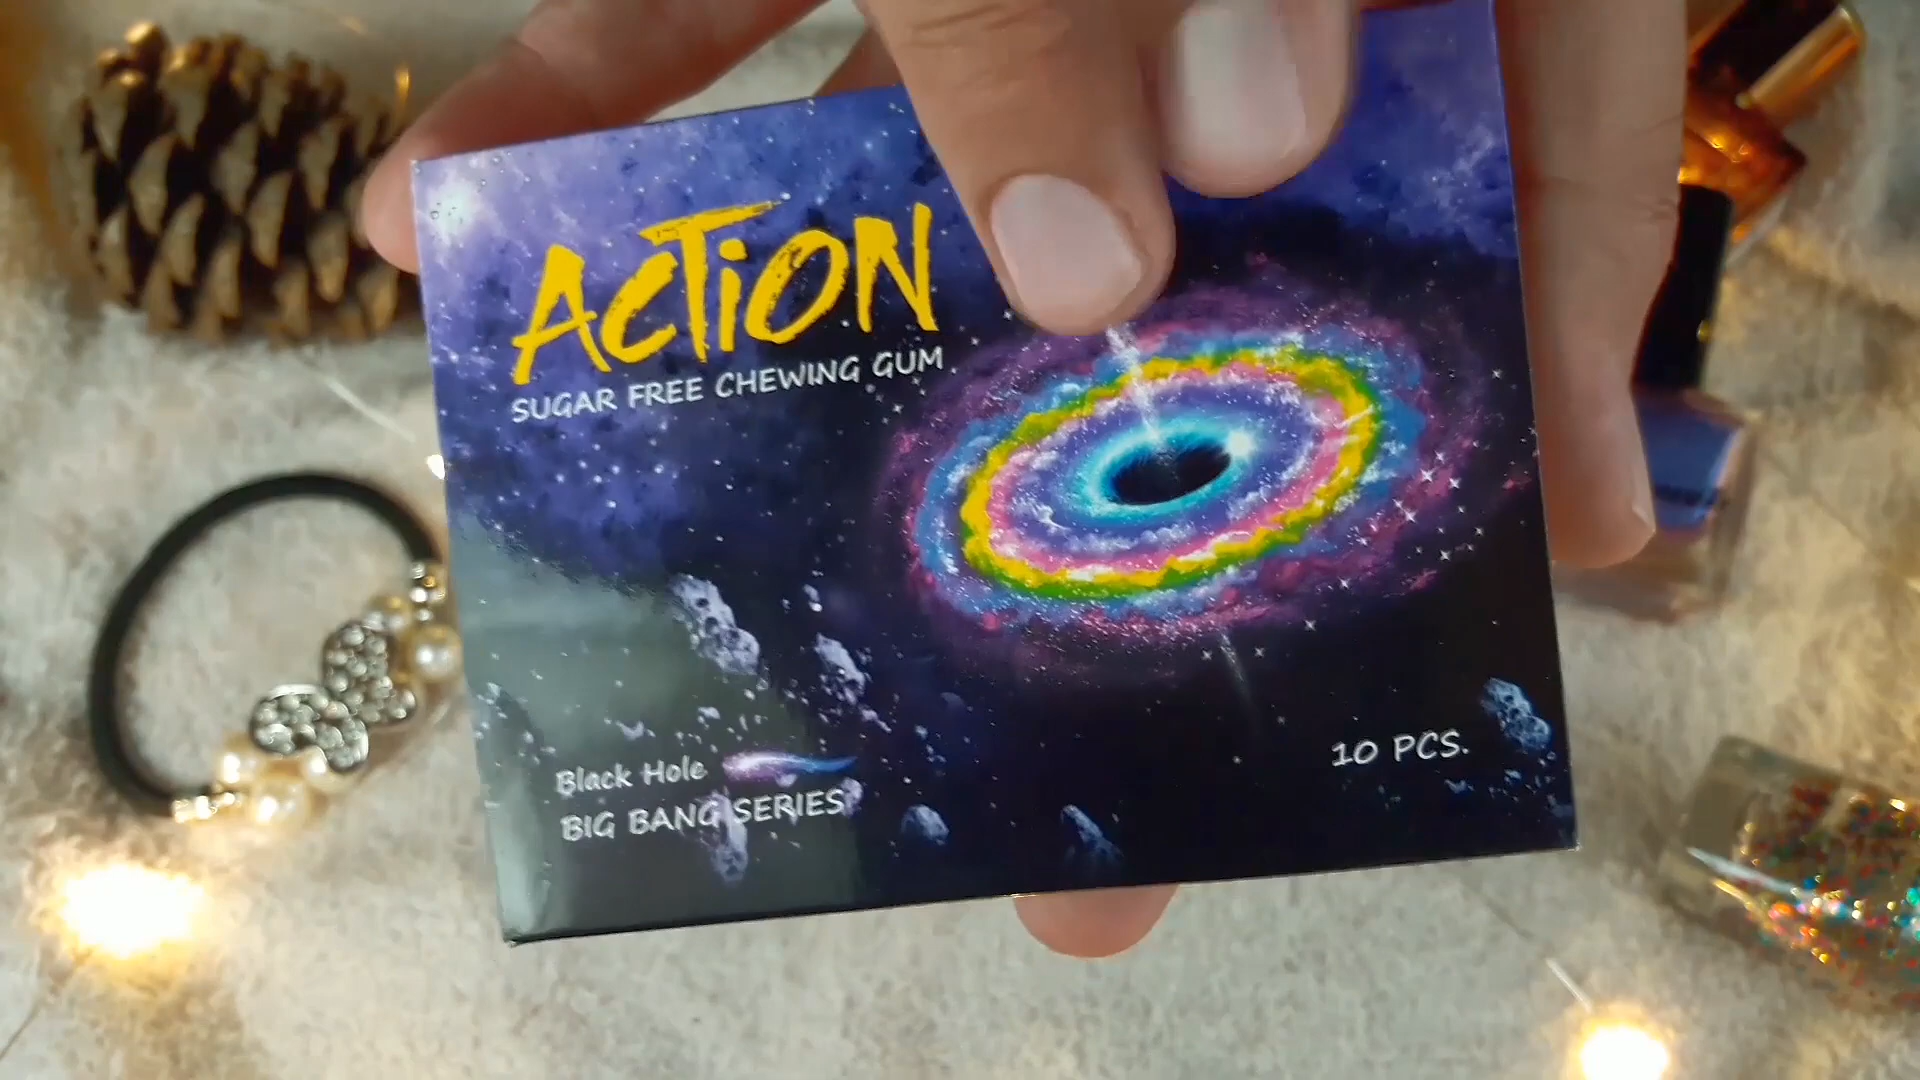 ACTiON
SUGAR FREE CHEWING GUM
Black Hole
BIG BANG SERIES
10 PCS.